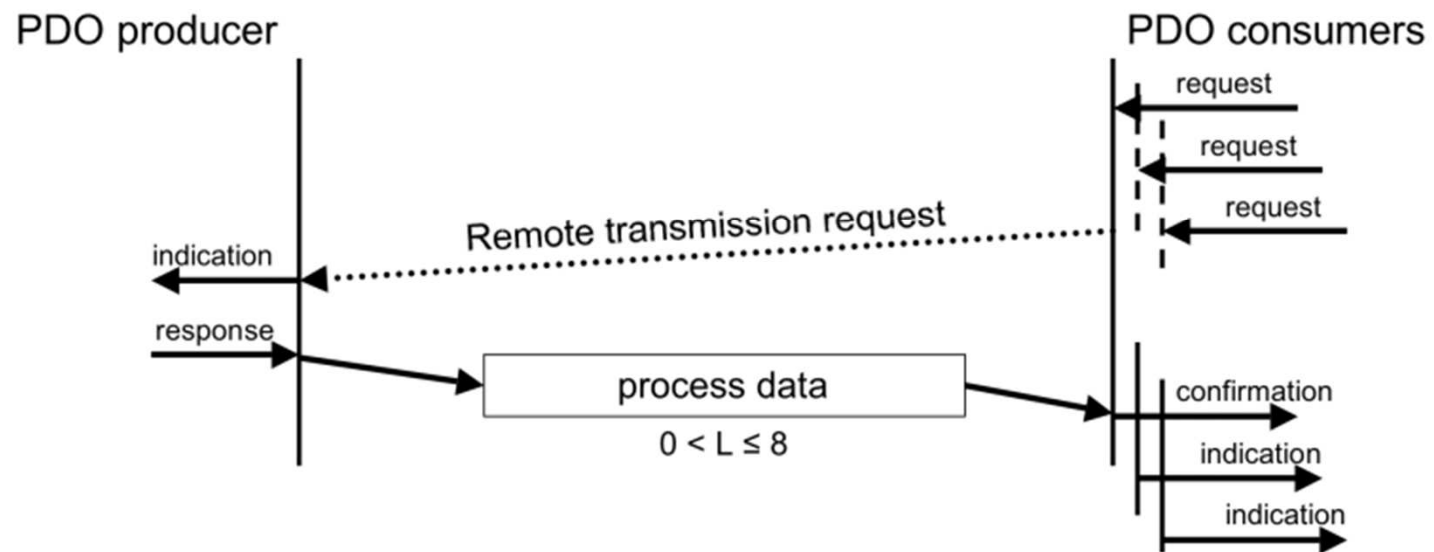 PDO producer
PDO consumers
request
request
request
Remote transmission request
indication
response
process data
0 < L ≤ 8
confirmation
indication
indication